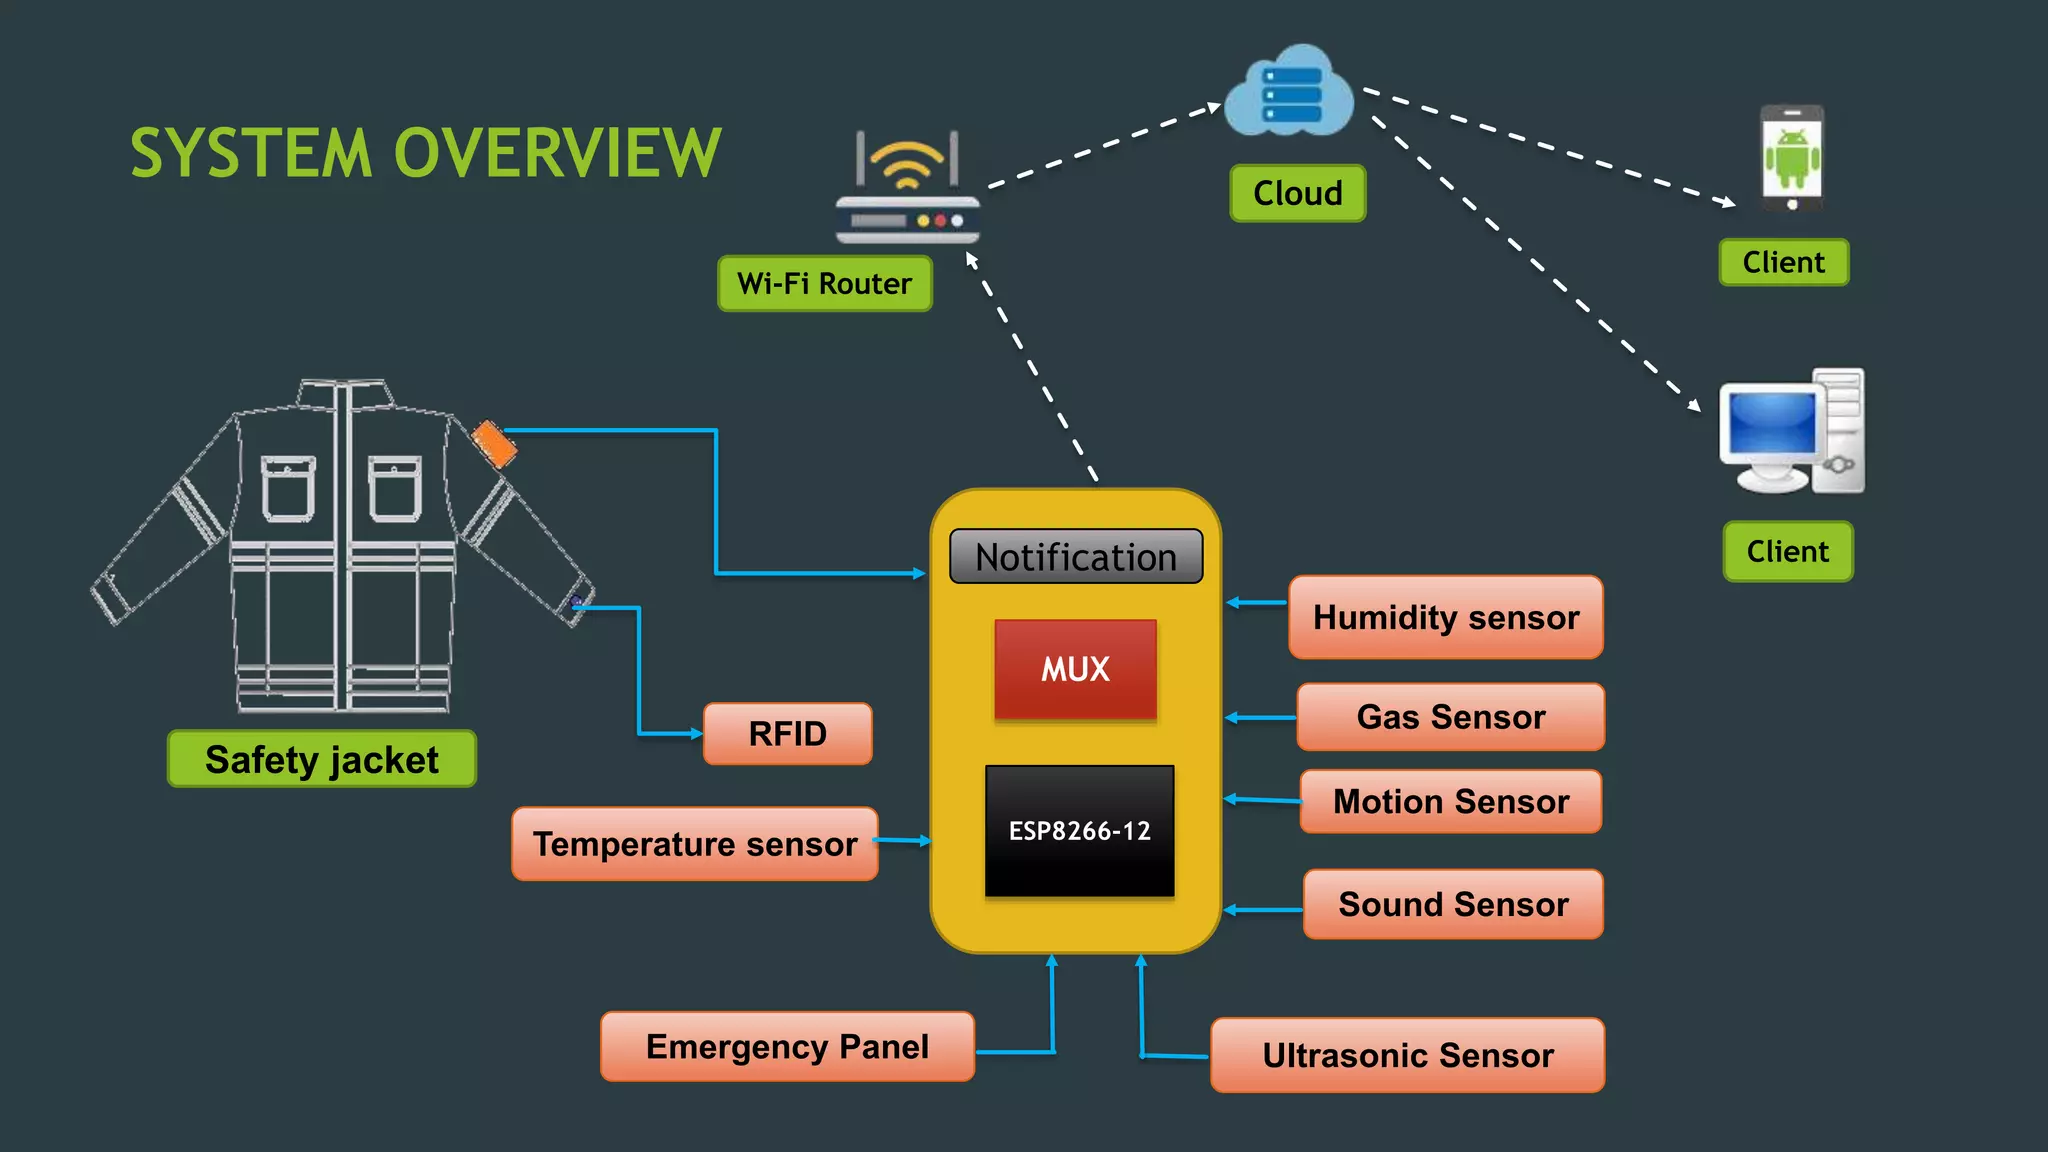 SYSTEM OVERVIEW
Cloud
Client
Wi-Fi Router
Client
Notification
Humidity sensor
MUX
Gas Sensor
RFID
Safety jacket
Motion Sensor
ESP8266-12
Temperature sensor
Sound Sensor
Emergency Panel
Ultrasonic Sensor